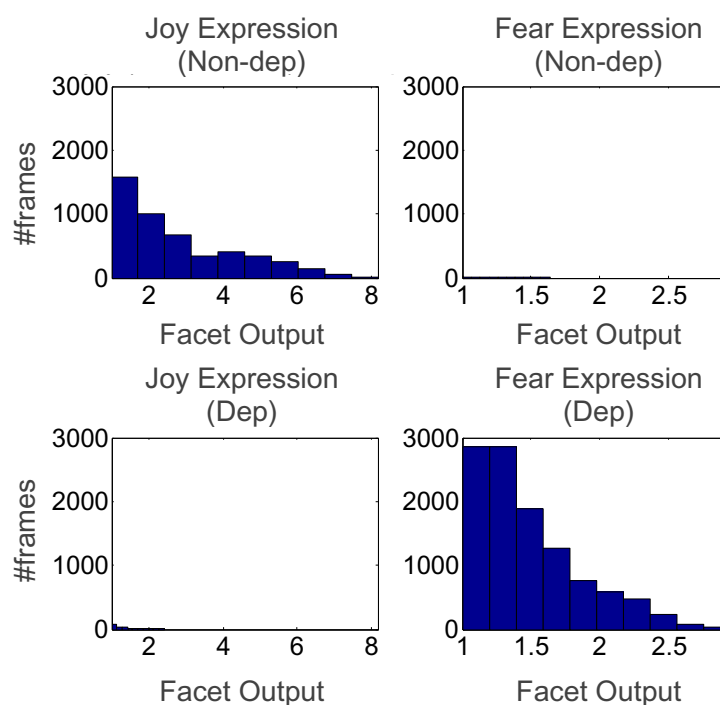 Joy Expression
(Non-dep)
Fear Expression
(Non-dep)
#frames
3000
2000
1000
0
2 4 6 8
Facet Output
3000
2000
1000
0
1 1.5 2 2.5
Facet Output
Joy Expression
(Dep)
Fear Expression
(Dep)
#frames
3000
2000
1000
0
2 4 6 8
Facet Output
3000
2000
1000
0
1 1.5 2 2.5
Facet Output